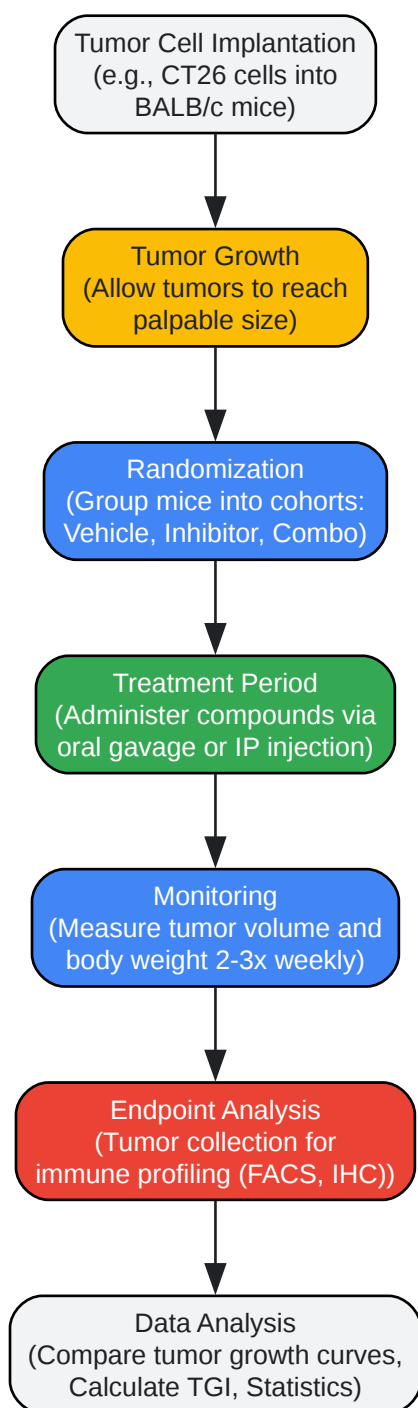 Tumor Cell Implantation
(e.g., CT26 cells into
BALB/c mice)
Tumor Growth
(Allow tumors to reach
palpable size)
Randomization
(Group mice into cohorts:
Vehicle, Inhibitor, Combo)
Treatment Period
(Administer compounds via
oral gavage or IP injection)
Monitoring
(Measure tumor volume and
body weight 2-3x weekly)
Endpoint Analysis
(Tumor collection for
immune profiling (FACS, IHC))
Data Analysis
(Compare tumor growth curves,
Calculate TGI, Statistics)